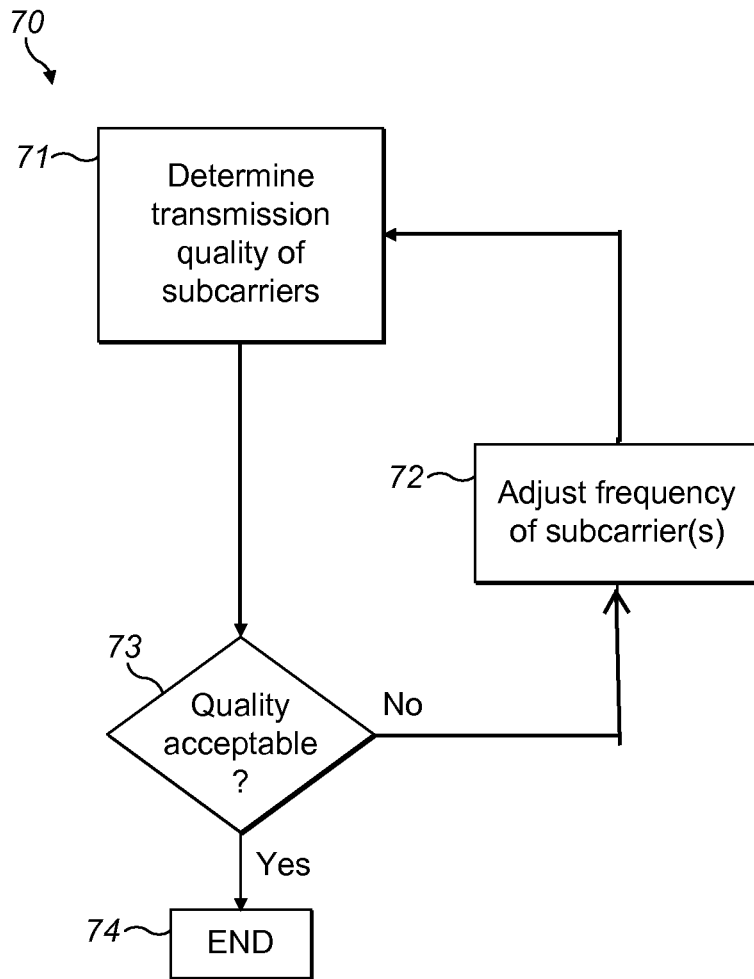 70
71
Determine
transmission
quality of
subcarriers
72
Adjust frequency
of subcarrier(s)
73
Quality
acceptable
?
No
Yes
74
END